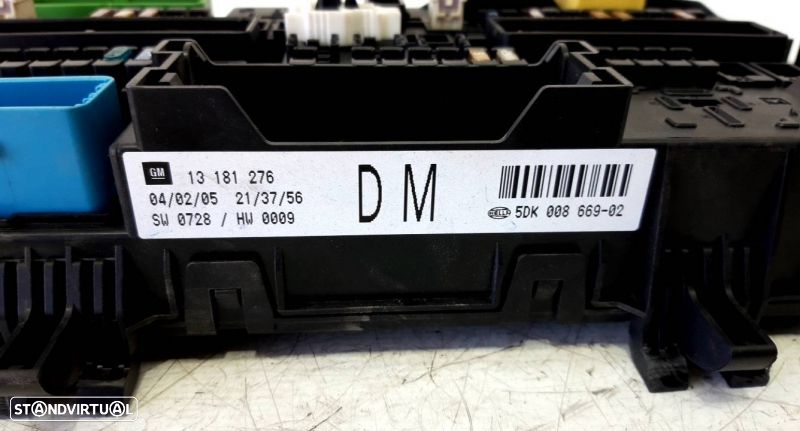 GM 13 181 276
04/02/05 21/37/56
SW 0728 / HW 0009
DM
HELLA 5DK 008 669-02
STANDVIRTUAL